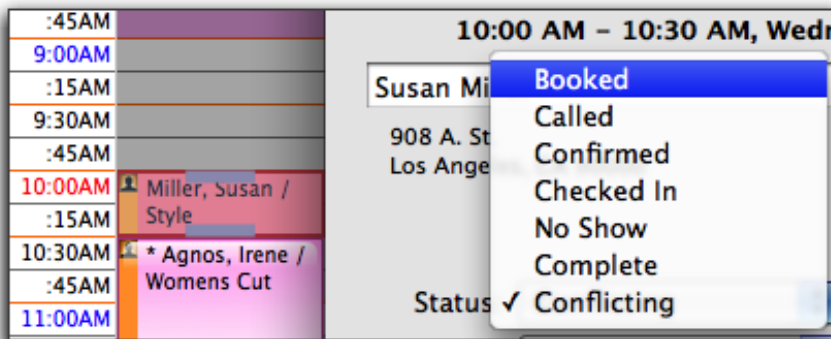 :45AM
9:00AM
:15AM
9:30AM
:45AM
10:00AM
:15AM
10:30AM
:45AM
11:00AM
Miller, Susan /
Style
* Agnos, Irene /
Womens Cut
10:00 AM – 10:30 AM, Wedn
Susan Mi
908 A. St
Los Ange
Status
Booked
Called
Confirmed
Checked In
No Show
Complete
✓ Conflicting